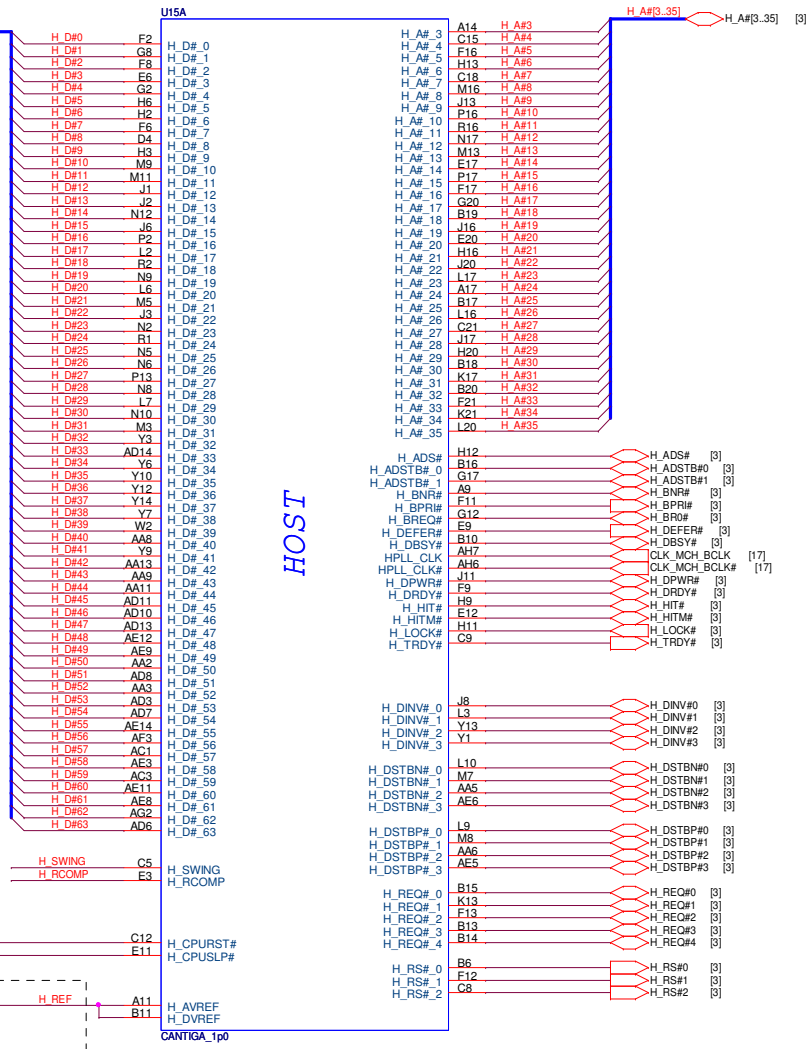 U15A
H_D#0 F2 H_D#_0
H_D#1 G8 H_D#_1
H_D#2 F8 H_D#_2
H_D#3 E6 H_D#_3
H_D#4 G2 H_D#_4
H_D#5 H6 H_D#_5
H_D#6 H2 H_D#_6
H_D#7 F6 H_D#_7
H_D#8 D4 H_D#_8
H_D#9 H3 H_D#_9
H_D#10 M9 H_D#_10
H_D#11 M11 H_D#_11
H_D#12 J1 H_D#_12
H_D#13 J2 H_D#_13
H_D#14 N12 H_D#_14
H_D#15 J6 H_D#_15
H_D#16 P2 H_D#_16
H_D#17 L2 H_D#_17
H_D#18 R2 H_D#_18
H_D#19 N9 H_D#_19
H_D#20 L6 H_D#_20
H_D#21 M5 H_D#_21
H_D#22 J3 H_D#_22
H_D#23 N2 H_D#_23
H_D#24 R1 H_D#_24
H_D#25 N5 H_D#_25
H_D#26 N6 H_D#_26
H_D#27 P13 H_D#_27
H_D#28 N8 H_D#_28
H_D#29 L7 H_D#_29
H_D#30 N10 H_D#_30
H_D#31 M3 H_D#_31
H_D#32 Y3 H_D#_32
H_D#33 AD14 H_D#_33
H_D#34 Y6 H_D#_34
H_D#35 Y10 H_D#_35
H_D#36 Y12 H_D#_36
H_D#37 Y14 H_D#_37
H_D#38 Y7 H_D#_38
H_D#39 W2 H_D#_39
H_D#40 AA8 H_D#_40
H_D#41 Y9 H_D#_41
H_D#42 AA13 H_D#_42
H_D#43 AA9 H_D#_43
H_D#44 AA11 H_D#_44
H_D#45 AD11 H_D#_45
H_D#46 AD10 H_D#_46
H_D#47 AD13 H_D#_47
H_D#48 AE12 H_D#_48
H_D#49 AE9 H_D#_49
H_D#50 AA2 H_D#_50
H_D#51 AD8 H_D#_51
H_D#52 AA3 H_D#_52
H_D#53 AD3 H_D#_53
H_D#54 AD7 H_D#_54
H_D#55 AE14 H_D#_55
H_D#56 AF3 H_D#_56
H_D#57 AC1 H_D#_57
H_D#58 AE3 H_D#_58
H_D#59 AC3 H_D#_59
H_D#60 AE11 H_D#_60
H_D#61 AE8 H_D#_61
H_D#62 AG2 H_D#_62
H_D#63 AD6 H_D#_63
H_SWING C5 H_SWING
H_RCOMP E3 H_RCOMP
C12 H_CPURST#
E11 H_CPUSLP#
H_REF A11 H_AVREF
B11 H_DVREF
CANTIGA_1p0
HOST
H_A#[3..35] H_A#[3..35] [3]
H_A#_3 A14 H_A#3
H_A#_4 C15 H_A#4
H_A#_5 F16 H_A#5
H_A#_6 H13 H_A#6
H_A#_7 C18 H_A#7
H_A#_8 M16 H_A#8
H_A#_9 J13 H_A#9
H_A#_10 P16 H_A#10
H_A#_11 R16 H_A#11
H_A#_12 N17 H_A#12
H_A#_13 M13 H_A#13
H_A#_14 E17 H_A#14
H_A#_15 P17 H_A#15
H_A#_16 F17 H_A#16
H_A#_17 G20 H_A#17
H_A#_18 B19 H_A#18
H_A#_19 J16 H_A#19
H_A#_20 E20 H_A#20
H_A#_21 H16 H_A#21
H_A#_22 J20 H_A#22
H_A#_23 L17 H_A#23
H_A#_24 A17 H_A#24
H_A#_25 B17 H_A#25
H_A#_26 L16 H_A#26
H_A#_27 C21 H_A#27
H_A#_28 J17 H_A#28
H_A#_29 H20 H_A#29
H_A#_30 B18 H_A#30
H_A#_31 K17 H_A#31
H_A#_32 B20 H_A#32
H_A#_33 F21 H_A#33
H_A#_34 K21 H_A#34
H_A#_35 L20 H_A#35
H_ADS# H12 H_ADS# [3]
H_ADSTB#_0 B16 H_ADSTB#0 [3]
H_ADSTB#_1 G17 H_ADSTB#1 [3]
H_BNR# A9 H_BNR# [3]
H_BPRI# F11 H_BPRI# [3]
H_BREQ# G12 H_BR0# [3]
H_DEFER# E9 H_DEFER# [3]
H_DBSY# B10 H_DBSY# [3]
HPLL_CLK AH7 CLK_MCH_BCLK [17]
HPLL_CLK# AH6 CLK_MCH_BCLK# [17]
H_DPWR# J11 H_DPWR# [3]
H_DRDY# F9 H_DRDY# [3]
H_HIT# H9 H_HIT# [3]
H_HITM# E12 H_HITM# [3]
H_LOCK# H11 H_LOCK# [3]
H_TRDY# C9 H_TRDY# [3]
H_DINV#_0 J8 H_DINV#0 [3]
H_DINV#_1 L3 H_DINV#1 [3]
H_DINV#_2 Y13 H_DINV#2 [3]
H_DINV#_3 Y1 H_DINV#3 [3]
H_DSTBN#_0 L10 H_DSTBN#0 [3]
H_DSTBN#_1 M7 H_DSTBN#1 [3]
H_DSTBN#_2 AA5 H_DSTBN#2 [3]
H_DSTBN#_3 AE6 H_DSTBN#3 [3]
H_DSTBP#_0 L9 H_DSTBP#0 [3]
H_DSTBP#_1 M8 H_DSTBP#1 [3]
H_DSTBP#_2 AA6 H_DSTBP#2 [3]
H_DSTBP#_3 AE5 H_DSTBP#3 [3]
H_REQ#_0 B15 H_REQ#0 [3]
H_REQ#_1 K13 H_REQ#1 [3]
H_REQ#_2 F13 H_REQ#2 [3]
H_REQ#_3 B13 H_REQ#3 [3]
H_REQ#_4 B14 H_REQ#4 [3]
H_RS#_0 B6 H_RS#0 [3]
H_RS#_1 F12 H_RS#1 [3]
H_RS#_2 C8 H_RS#2 [3]